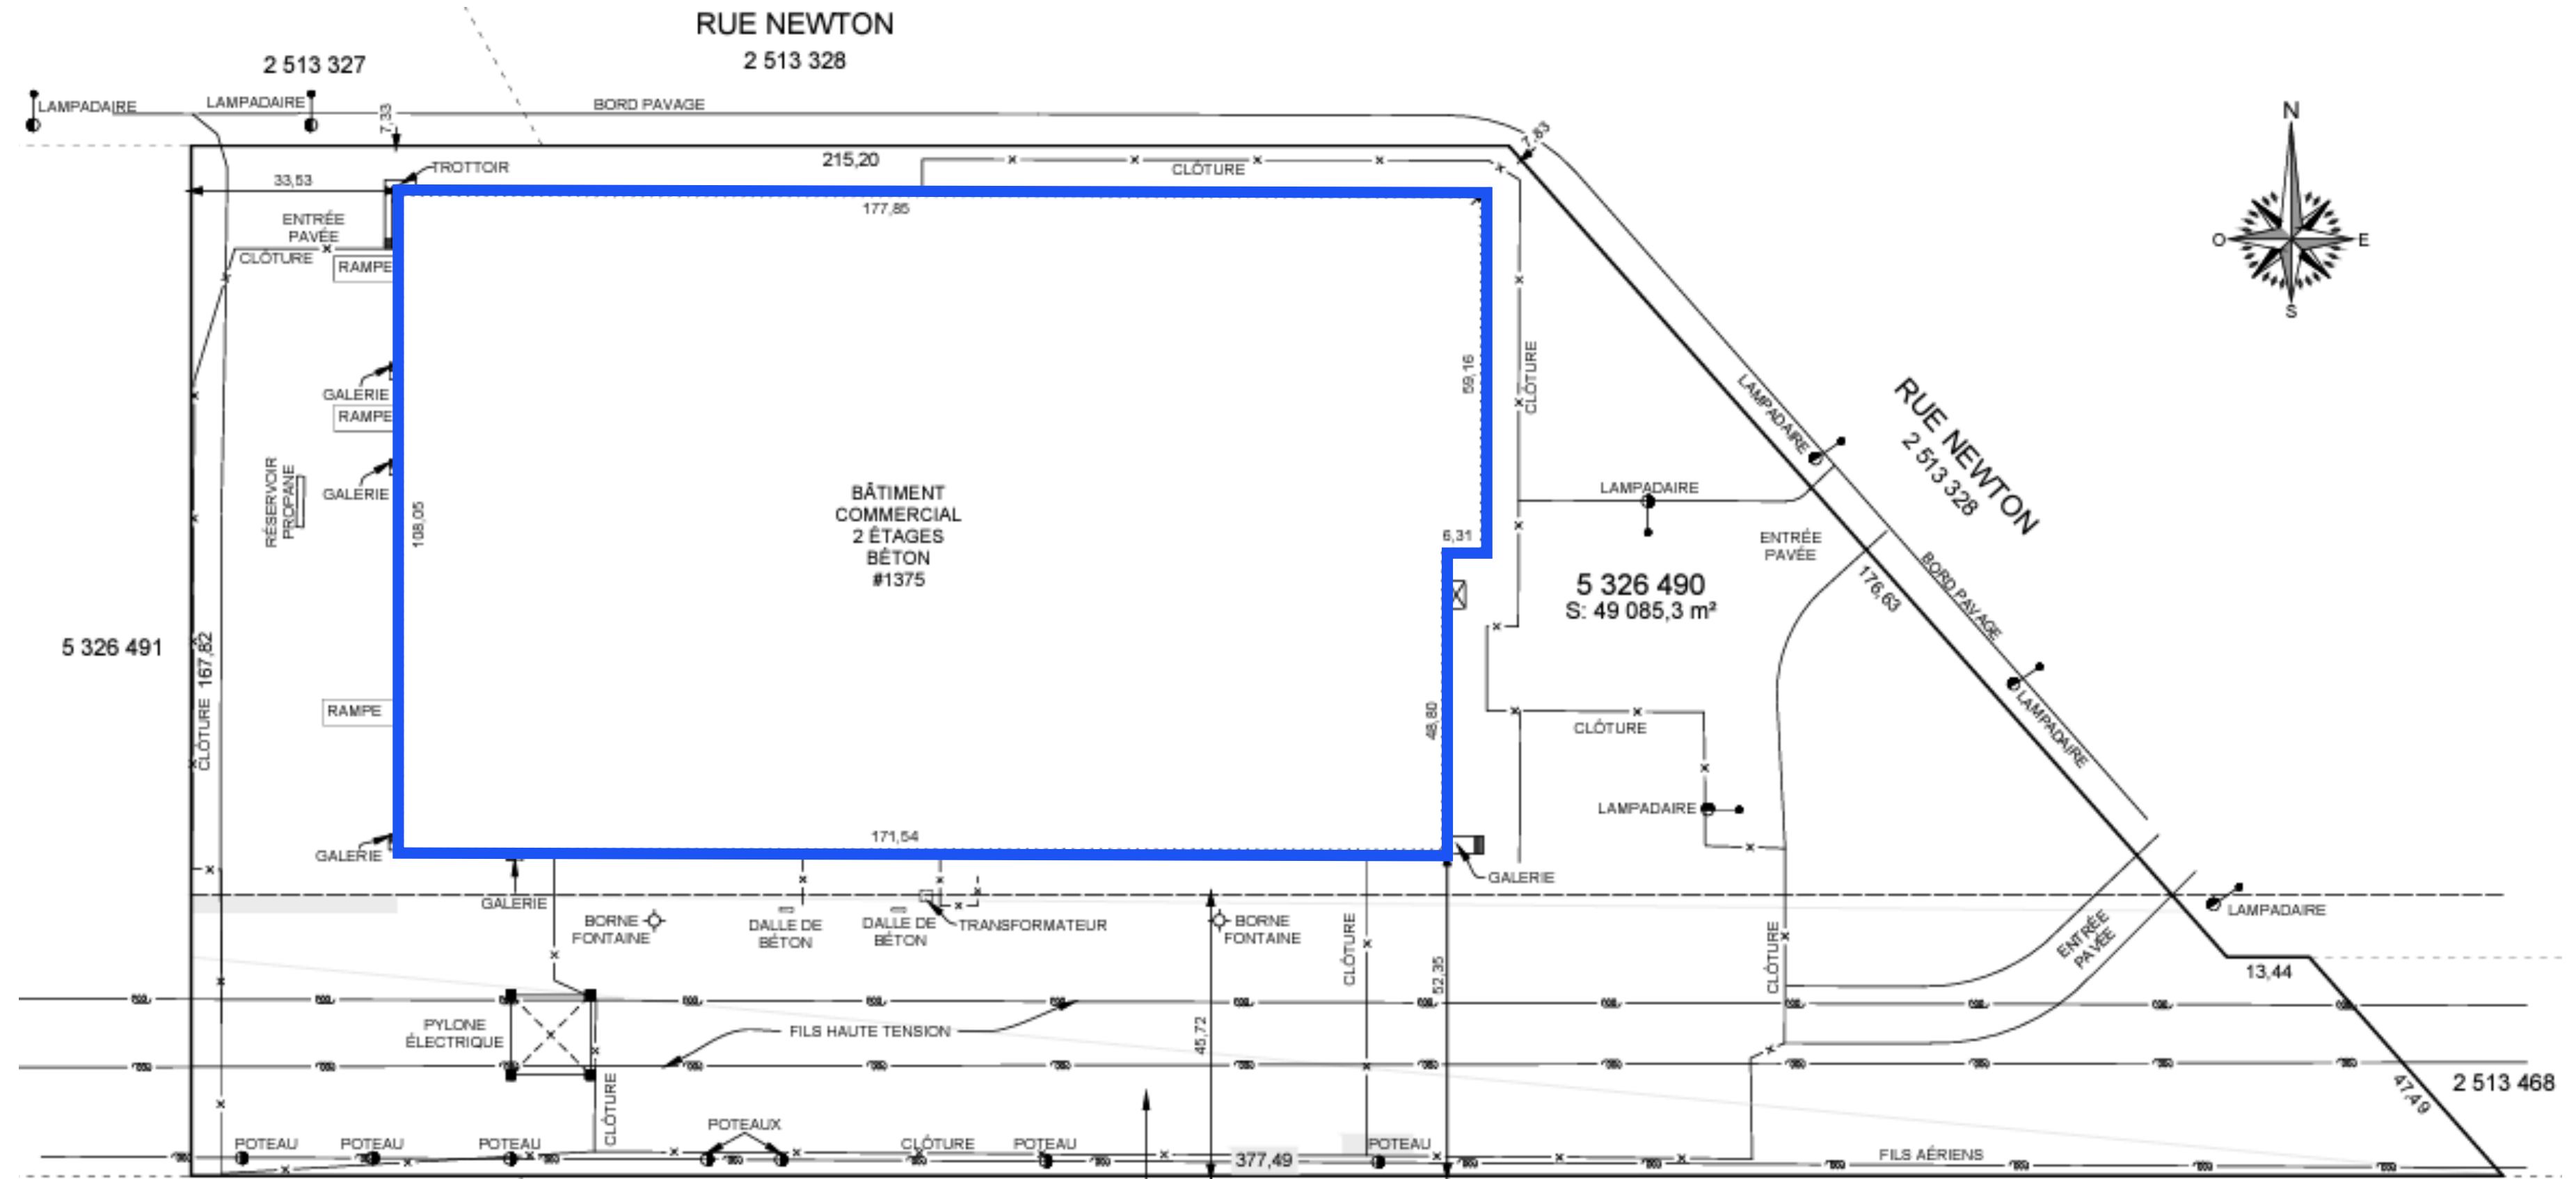 RUE NEWTON
2 513 328
2 513 327
LAMPADAIRE
LAMPADAIRE
7,33
BORD PAVAGE
7,83
N
O
E
S
TROTTOIR
215,20
CLÔTURE
33,53
177,85
ENTRÉE
PAVÉE
CLÔTURE
RAMPE
GALERIE
RAMPE
GALERIE
RÉSERVOIR
PROPANE
108,05
59,16
CLÔTURE
LAMPADAIRE
RUE NEWTON
2 513 328
BÂTIMENT
COMMERCIAL
2 ÉTAGES
BÉTON
#1375
6,31
LAMPADAIRE
ENTRÉE
PAVÉE
176,63
BORD PAVAGE
5 326 490
S: 49 085,3 m²
5 326 491
CLÔTURE
167,82
RAMPE
48,80
CLÔTURE
LAMPADAIRE
LAMPADAIRE
GALERIE
171,54
GALERIE
GALERIE
LAMPADAIRE
BORNE
FONTAINE
DALLE DE
BÉTON
DALLE DE
BÉTON
TRANSFORMATEUR
BORNE
FONTAINE
CLÔTURE
52,35
CLÔTURE
ENTRÉE
PAVÉE
13,44
PYLONE
ÉLECTRIQUE
FILS HAUTE TENSION
45,72
CLÔTURE
47,49
2 513 468
POTEAU
POTEAU
POTEAU
POTEAUX
CLÔTURE
POTEAU
377,49
POTEAU
FILS AÉRIENS